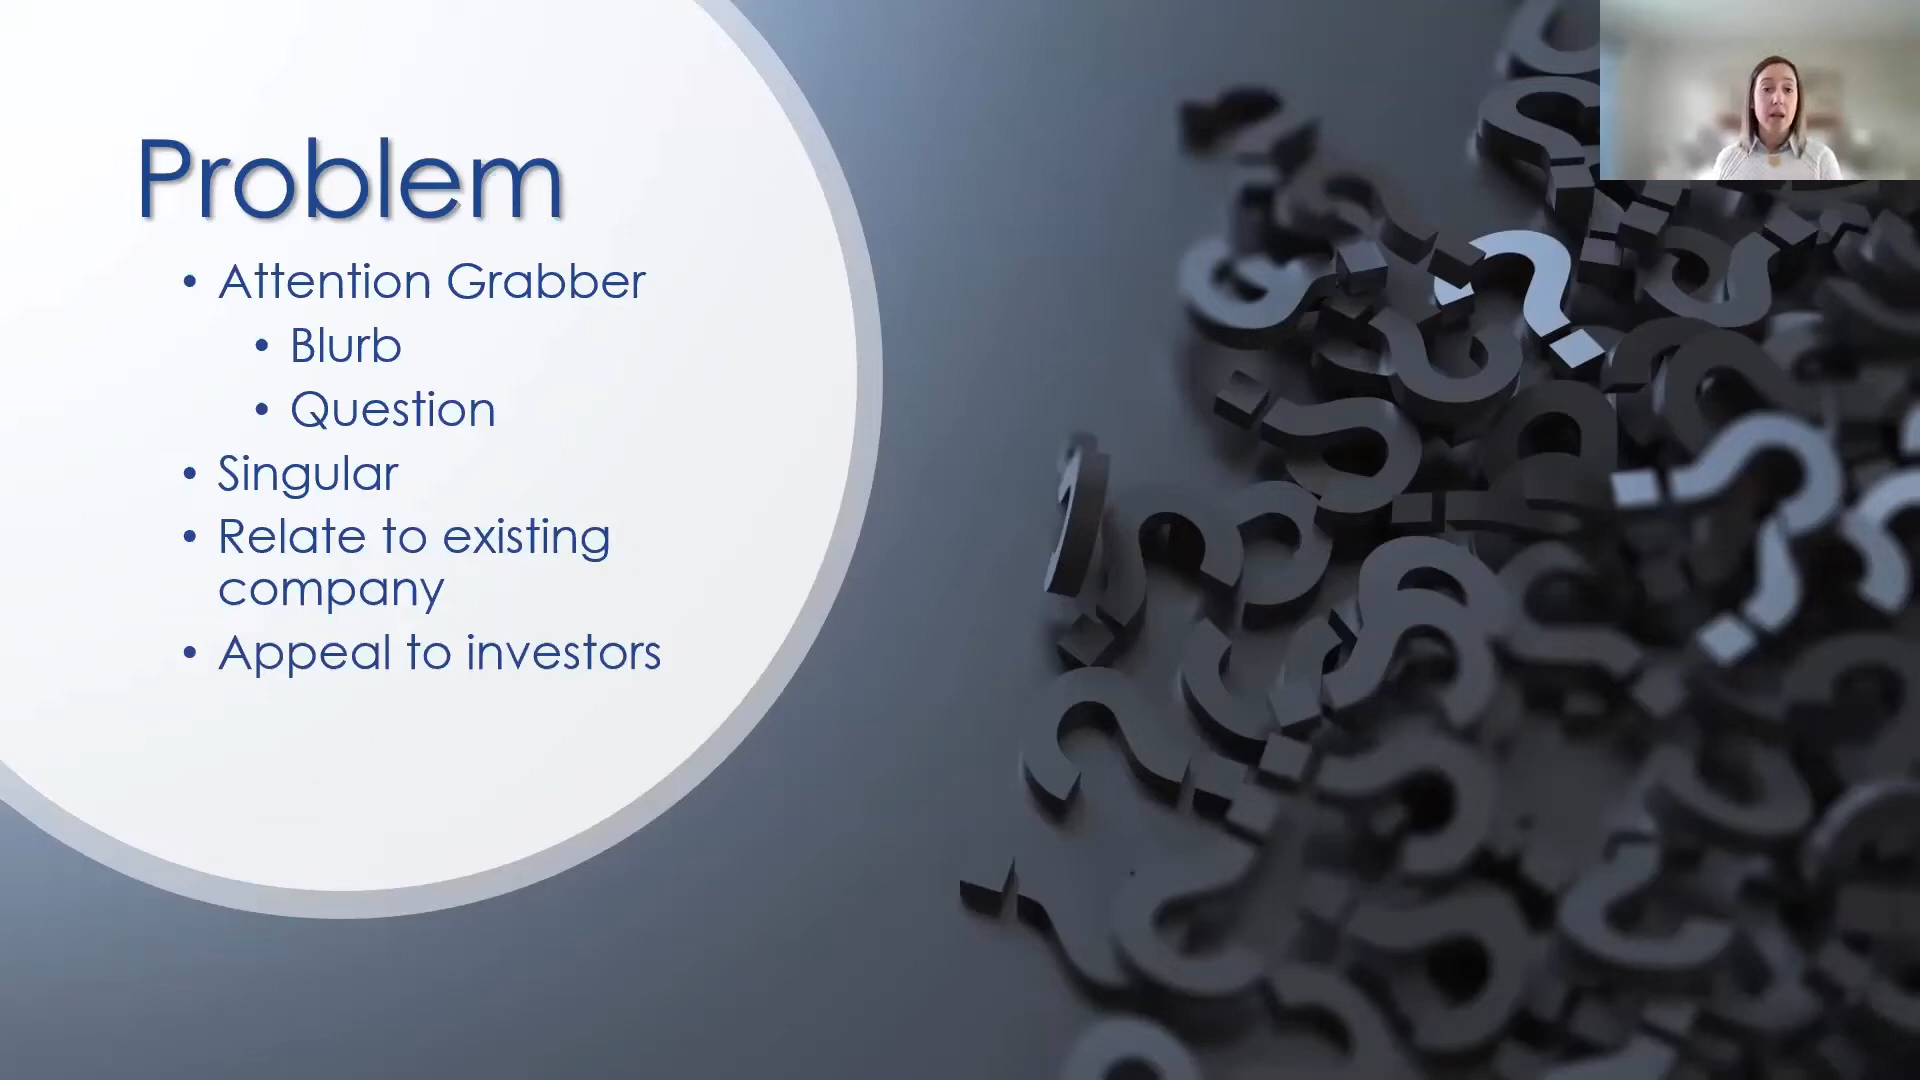 Problem
• Attention Grabber
• Blurb
• Question
• Singular
• Relate to existing
company
• Appeal to investors